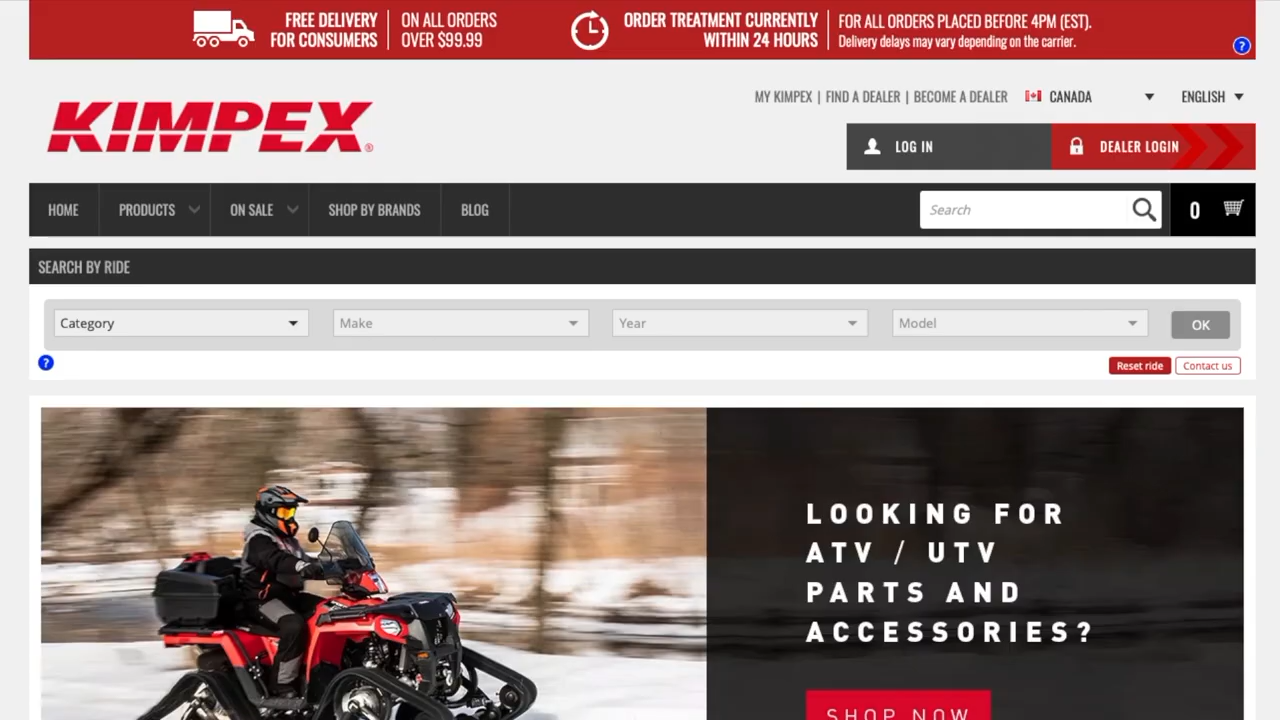 FREE DELIVERY
FOR CONSUMERS
ON ALL ORDERS
OVER $99.99
ORDER TREATMENT CURRENTLY
WITHIN 24 HOURS
FOR ALL ORDERS PLACED BEFORE 4PM (EST).
Delivery delays may vary depending on the carrier.
?
KIMPEX®
MY KIMPEX | FIND A DEALER | BECOME A DEALER CANADA ENGLISH
LOG IN DEALER LOGIN
HOME PRODUCTS ON SALE SHOP BY BRANDS BLOG Search 0
SEARCH BY RIDE
Category Make Year Model OK
? Reset ride Contact us
LOOKING FOR
ATV / UTV
PARTS AND
ACCESSORIES?
SHOP NOW